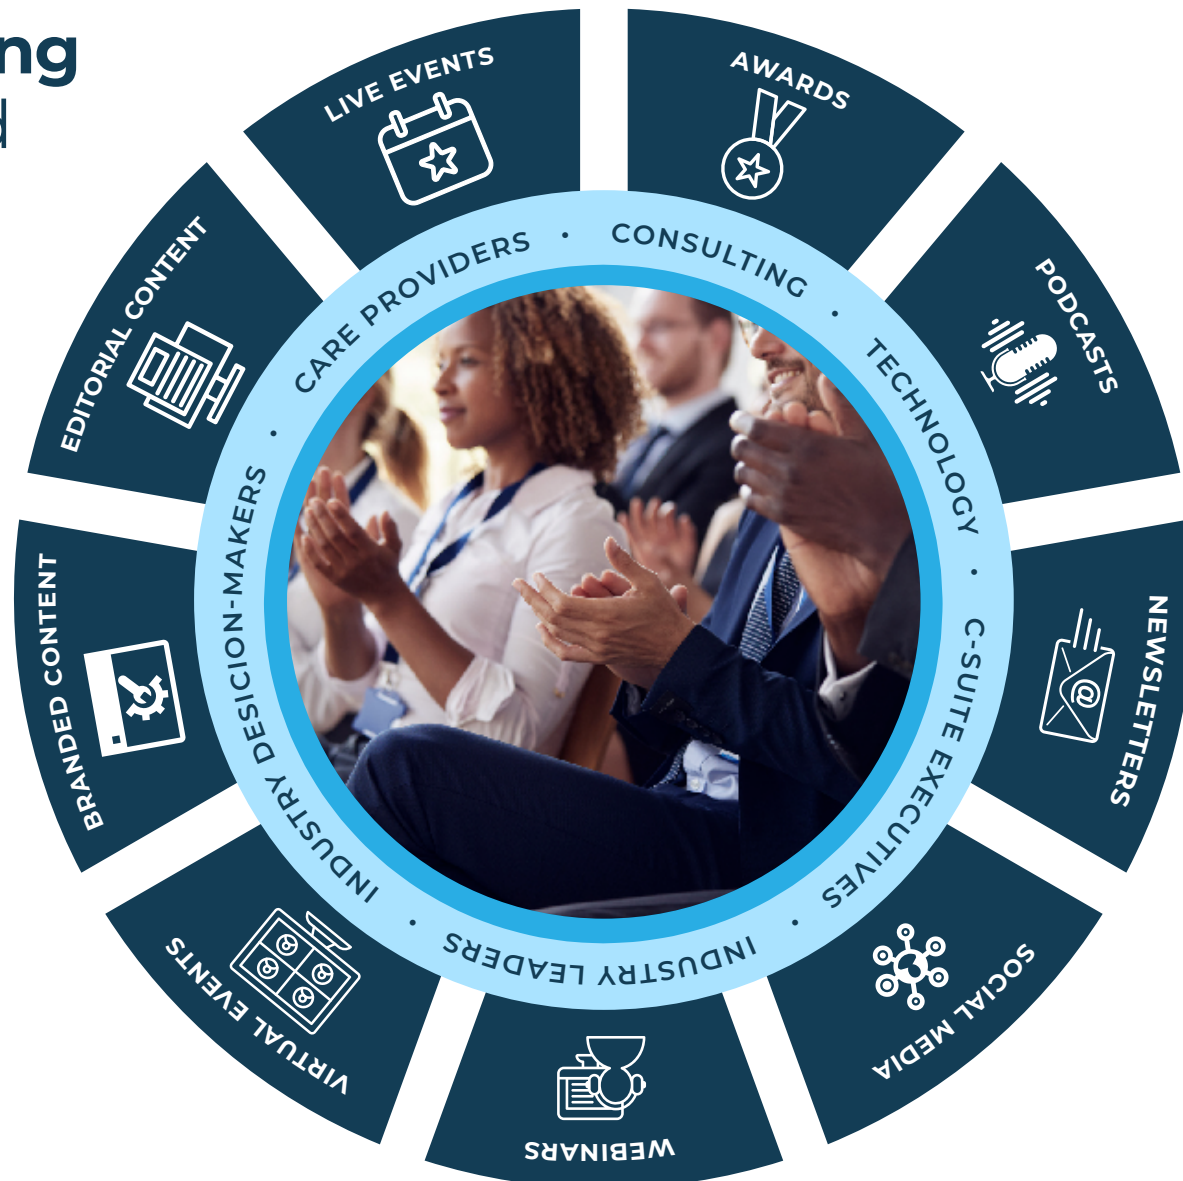 ng
d
LIVE EVENTS
AWARDS
PODCASTS
NEWSLETTERS
SOCIAL MEDIA
WEBINARS
VIRTUAL EVENTS
BRANDED CONTENT
EDITORIAL CONTENT
CARE PROVIDERS • CONSULTING • TECHNOLOGY • C-SUITE EXECUTIVES • INDUSTRY LEADERS • INDUSTRY DESICION-MAKERS •
@